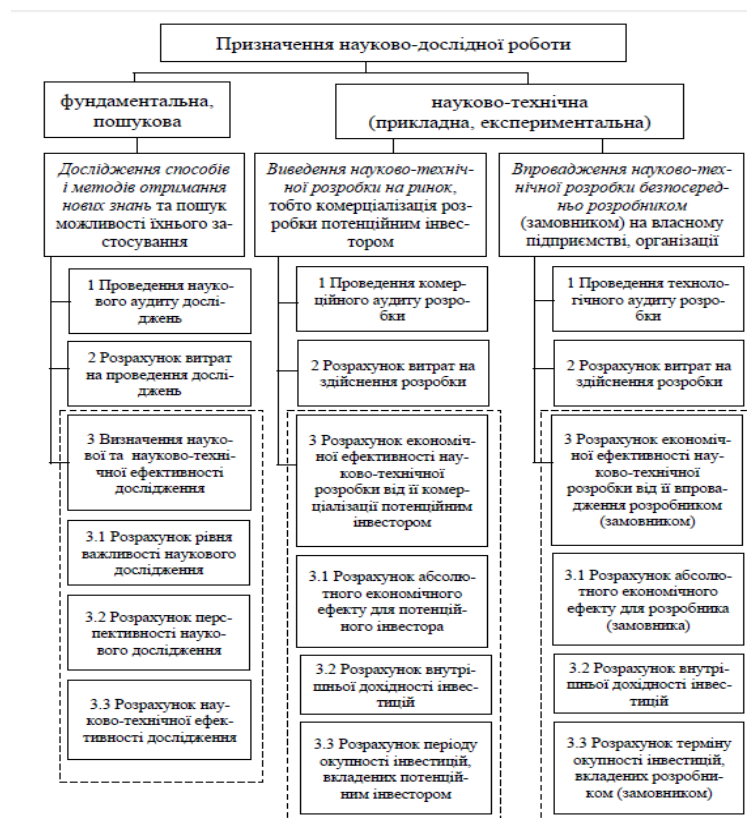 Призначення науково-дослідної роботи
фундаментальна,
пошукова
науково-технічна
(прикладна, експериментальна)
Дослідження способів
і методів отримання
нових знань та пошук
можливості їхнього за-
стосування
1 Проведення науко-
вого аудиту дослі-
джень
2 Розрахунок витрат
на проведення дослі-
джень
3 Визначення науко-
вої та науково-техні-
чної ефективності
дослідження
3.1 Розрахунок рівня
важливості наукового
дослідження
3.2 Розрахунок перс-
пективності науко-
вого дослідження
3.3 Розрахунок нау-
ково-технічної ефек-
тивності дослідження
Виведення науково-техніч-
ної розробки на ринок,
тобто комерціалізація роз-
робки потенційним інвес-
тором
1 Проведення комер-
ційного аудиту розро-
бки
2 Розрахунок витрат на
здійснення розробки
3 Розрахунок економіч-
ної ефективності нау-
ково-технічної
розробки від її комер-
ціалізації потенційним
інвестором
3.1 Розрахунок абсолю-
тного економічного
ефекту для потенцій-
ного інвестора
3.2 Розрахунок внутрі-
шньої дохідності інвес-
тицій
3.3 Розрахунок періоду
окупності інвестицій,
вкладених потенцій-
ним інвестором
Впровадження науково-тех-
нічної розробки безпосеред-
ньо розробником
(замовником) на власному
підприємстві, організації
1 Проведення техноло-
гічного аудиту розро-
бки
2 Розрахунок витрат на
здійснення розробки
3 Розрахунок економіч-
ної ефективності нау-
ково-технічної
розробки від її впрова-
дження розробником
(замовником)
3.1 Розрахунок абсолю-
тного економічного
ефекту для розробника
(замовника)
3.2 Розрахунок внутрі-
шньої дохідності інвес-
тицій
3.3 Розрахунок терміну
окупності інвестицій,
вкладених розробни-
ком (замовником)